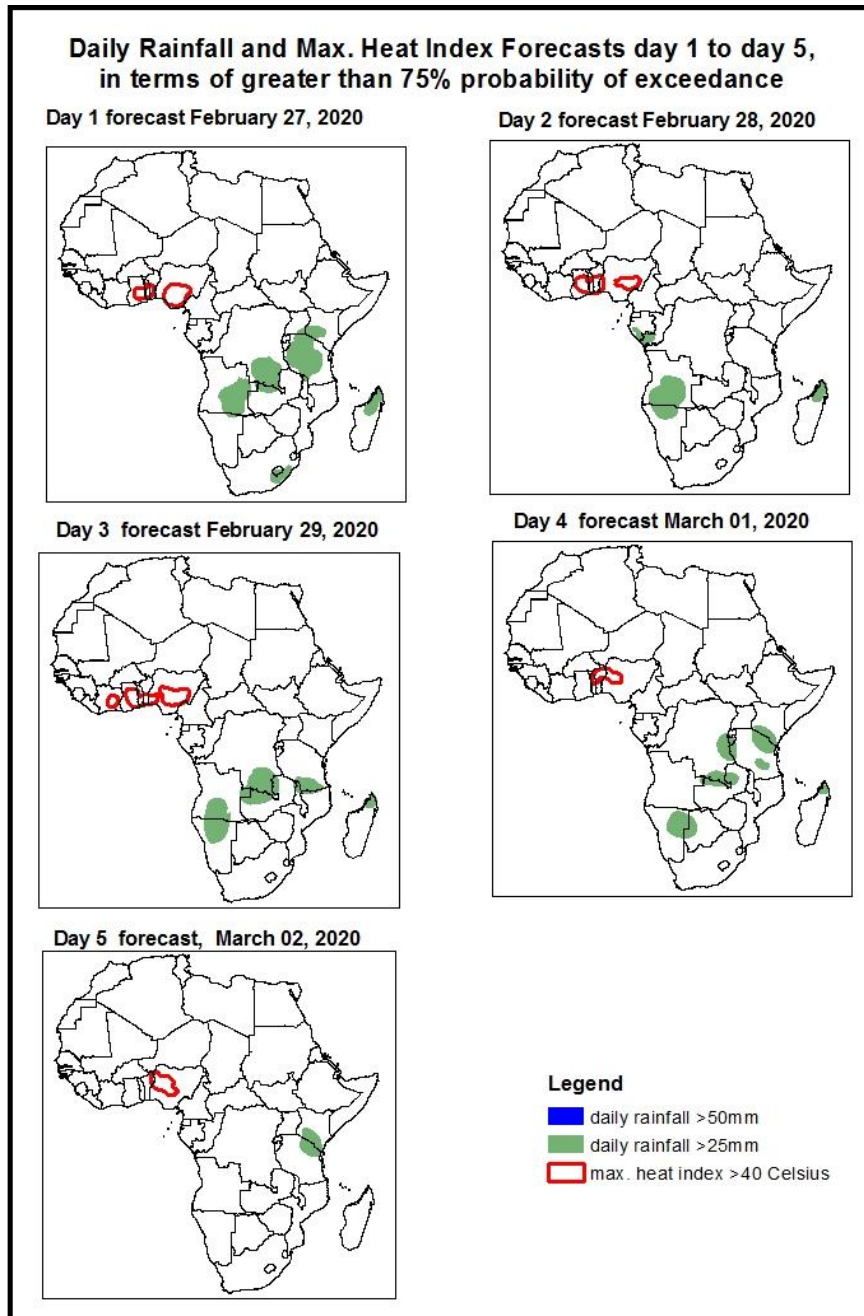 Daily Rainfall and Max. Heat Index Forecasts day 1 to day 5,
in terms of greater than 75% probability of exceedance
Day 1 forecast February 27, 2020
Day 2 forecast February 28, 2020
Day 3 forecast February 29, 2020
Day 4 forecast March 01, 2020
Day 5 forecast, March 02, 2020
Legend
daily rainfall >50mm
daily rainfall >25mm
max. heat index >40 Celsius